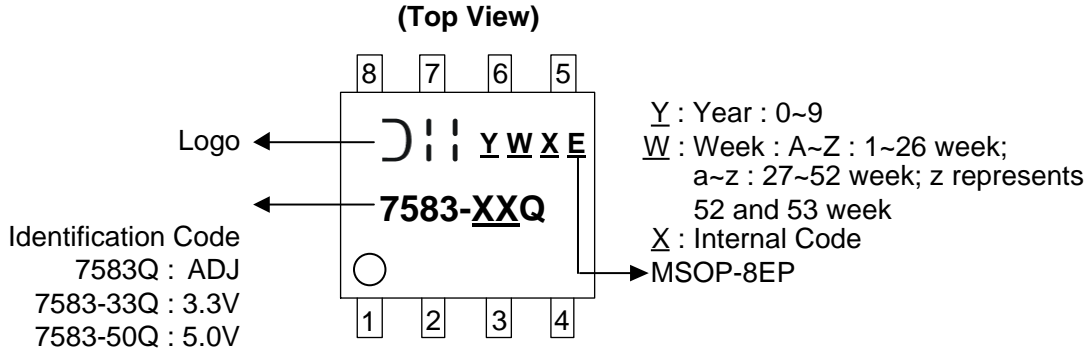 (Top View)
8 7 6 5
Logo
Y W X E
7583-XXQ
Identification Code
7583Q : ADJ
7583-33Q : 3.3V
7583-50Q : 5.0V
1 2 3 4
Y : Year : 0~9
W : Week : A~Z : 1~26 week;
a~z : 27~52 week; z represents
52 and 53 week
X : Internal Code
MSOP-8EP